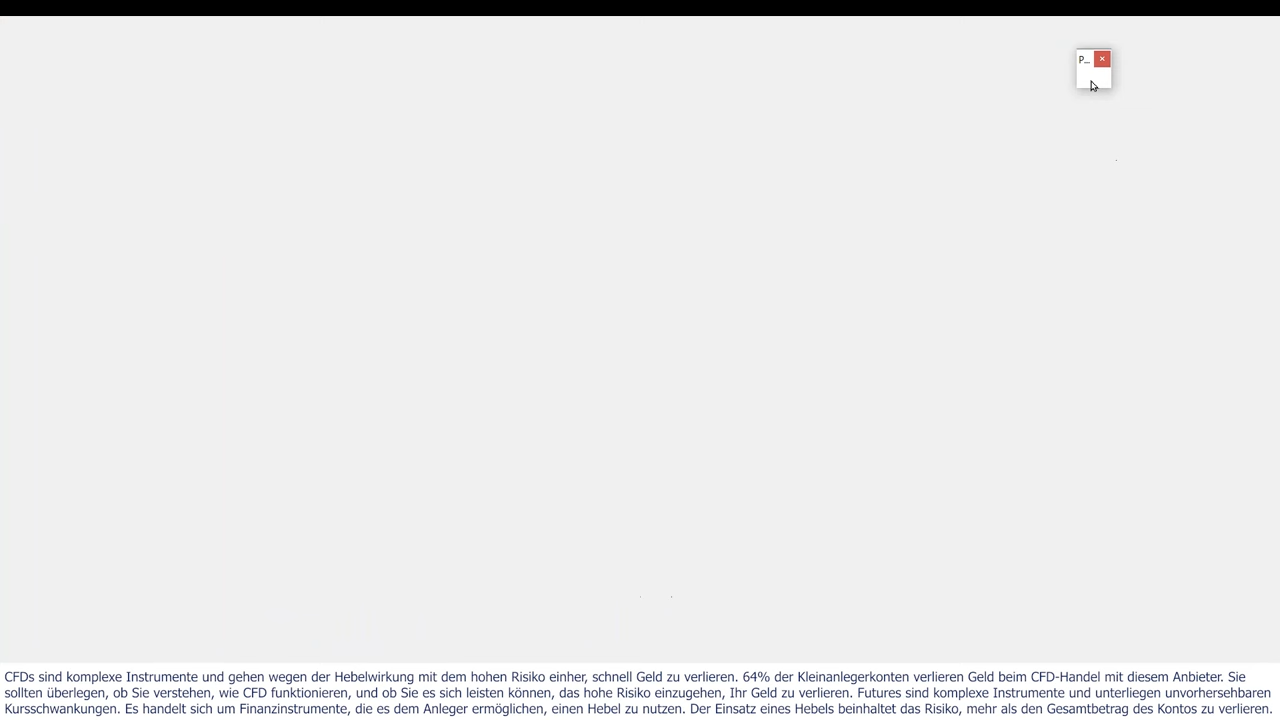 P...
CFDs sind komplexe Instrumente und gehen wegen der Hebelwirkung mit dem hohen Risiko einher, schnell Geld zu verlieren. 64% der Kleinanlegerkonten verlieren Geld beim CFD-Handel mit diesem Anbieter. Sie
sollten überlegen, ob Sie verstehen, wie CFD funktionieren, und ob Sie es sich leisten können, das hohe Risiko einzugehen, Ihr Geld zu verlieren. Futures sind komplexe Instrumente und unterliegen unvorhersehbaren
Kursschwankungen. Es handelt sich um Finanzinstrumente, die es dem Anleger ermöglichen, einen Hebel zu nutzen. Der Einsatz eines Hebels beinhaltet das Risiko, mehr als den Gesamtbetrag des Kontos zu verlieren.